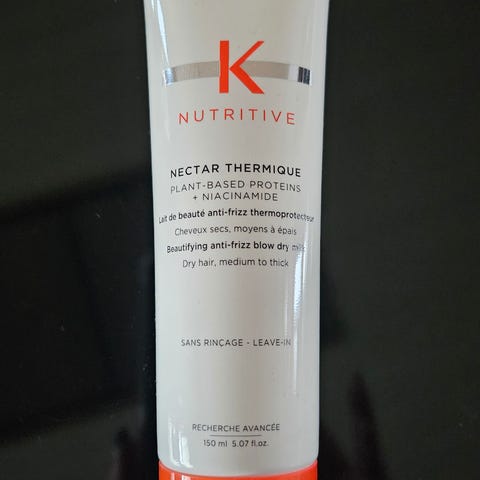 K
NUTRITIVE
NECTAR THERMIQUE
PLANT-BASED PROTEINS
+ NIACINAMIDE
Lait de beauté anti-frizz thermoprotecteur
Cheveux secs, moyens à épais
Beautifying anti-frizz blow dry milk
Dry hair, medium to thick
SANS RINÇAGE - LEAVE-IN
RECHERCHE AVANCÉE
150 ml 5.07 fl.oz.